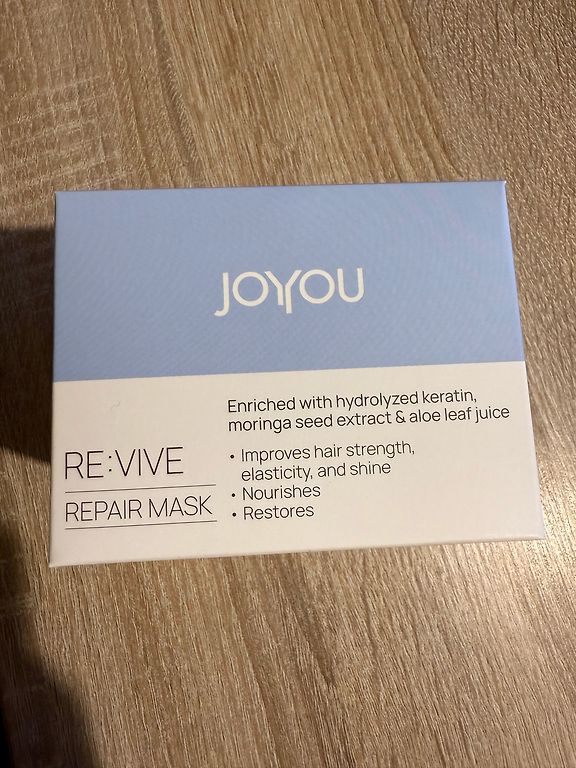 JOYYOU
RE:VIVE
REPAIR MASK
Enriched with hydrolyzed keratin,
moringa seed extract & aloe leaf juice
• Improves hair strength,
elasticity, and shine
• Nourishes
• Restores